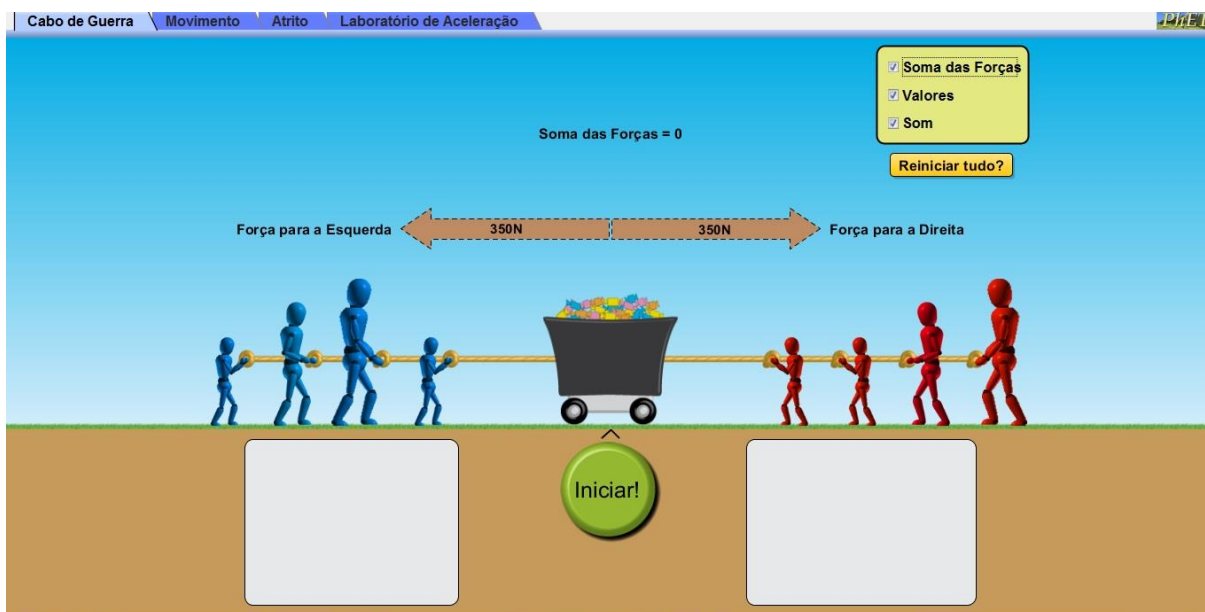 Cabo de Guerra Movimento Atrito Laboratório de Aceleração PhET
Soma das Forças
Valores
Som
Soma das Forças = 0
Reiniciar tudo?
Força para a Esquerda 350N 350N Força para a Direita
Iniciar!